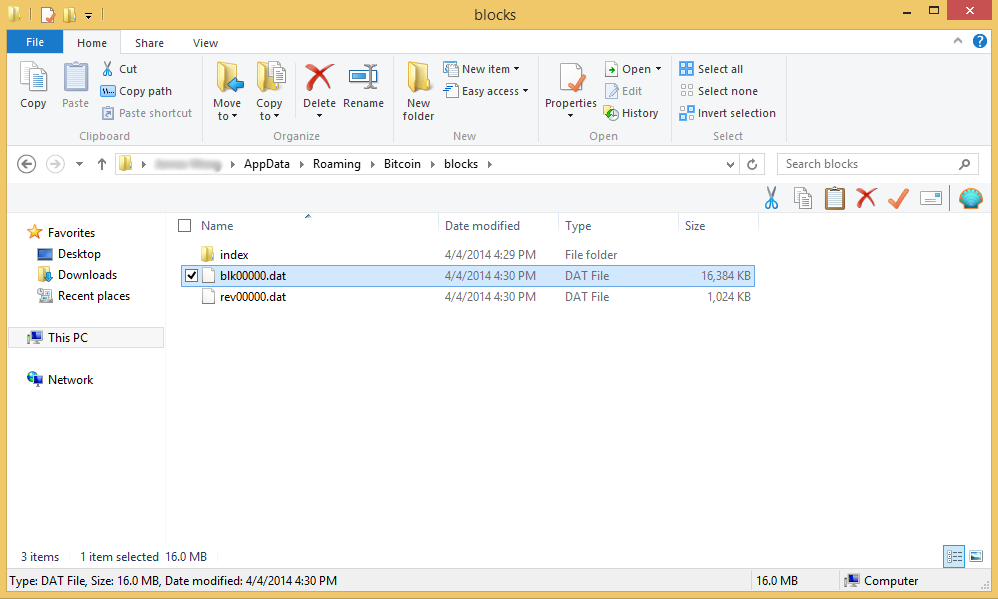 blocks
File Home Share View
Copy
Paste
Cut
Copy path
Paste shortcut
Clipboard
Move to
Copy to
Delete
Rename
Organize
New folder
New item
Easy access
New
Properties
Open
Edit
History
Open
Select all
Select none
Invert selection
Select
AppData Roaming Bitcoin blocks
Search blocks
Favorites
Desktop
Downloads
Recent places
This PC
Network
Name Date modified Type Size
index 4/4/2014 4:29 PM File folder
blk00000.dat 4/4/2014 4:30 PM DAT File 16,384 KB
rev00000.dat 4/4/2014 4:30 PM DAT File 1,024 KB
3 items 1 item selected 16.0 MB
Type: DAT File, Size: 16.0 MB, Date modified: 4/4/2014 4:30 PM 16.0 MB Computer